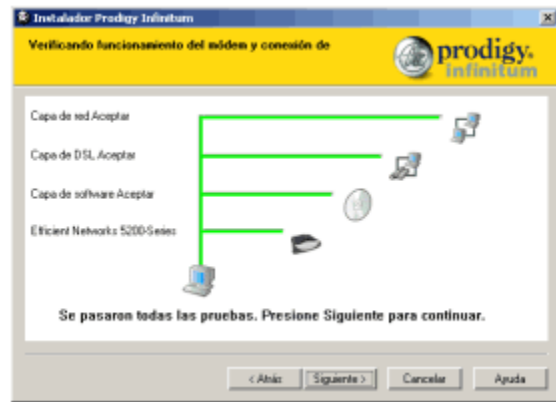 Instalador Prodigy Infinitum
Verificando funcionamiento del módem y conexión de
prodigy.
infinitum
Capa de red Aceptar
Capa de DSL Aceptar
Capa de software Aceptar
Efficient Networks 5200-Series
Se pasaron todas las pruebas. Presione Siguiente para continuar.
< Atrás
Siguiente >
Cancelar
Ayuda